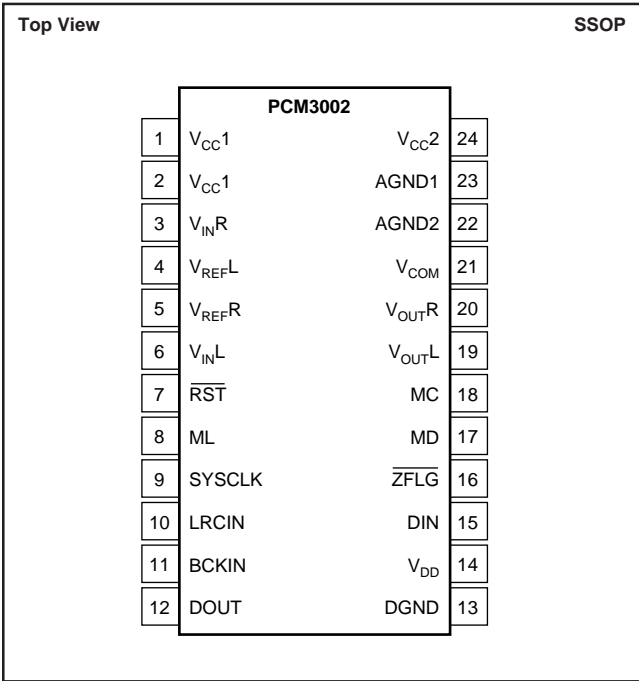 Top View SSOP
PCM3002
1 VCC1 VCC2 24
2 VCC1 AGND1 23
3 VINR AGND2 22
4 VREFL VCOM 21
5 VREFR VOUTR 20
6 VINL VOUTL 19
7 R̅S̅T̅ MC 18
8 ML MD 17
9 SYSCLK Z̅F̅L̅G̅ 16
10 LRCIN DIN 15
11 BCKIN VDD 14
12 DOUT DGND 13